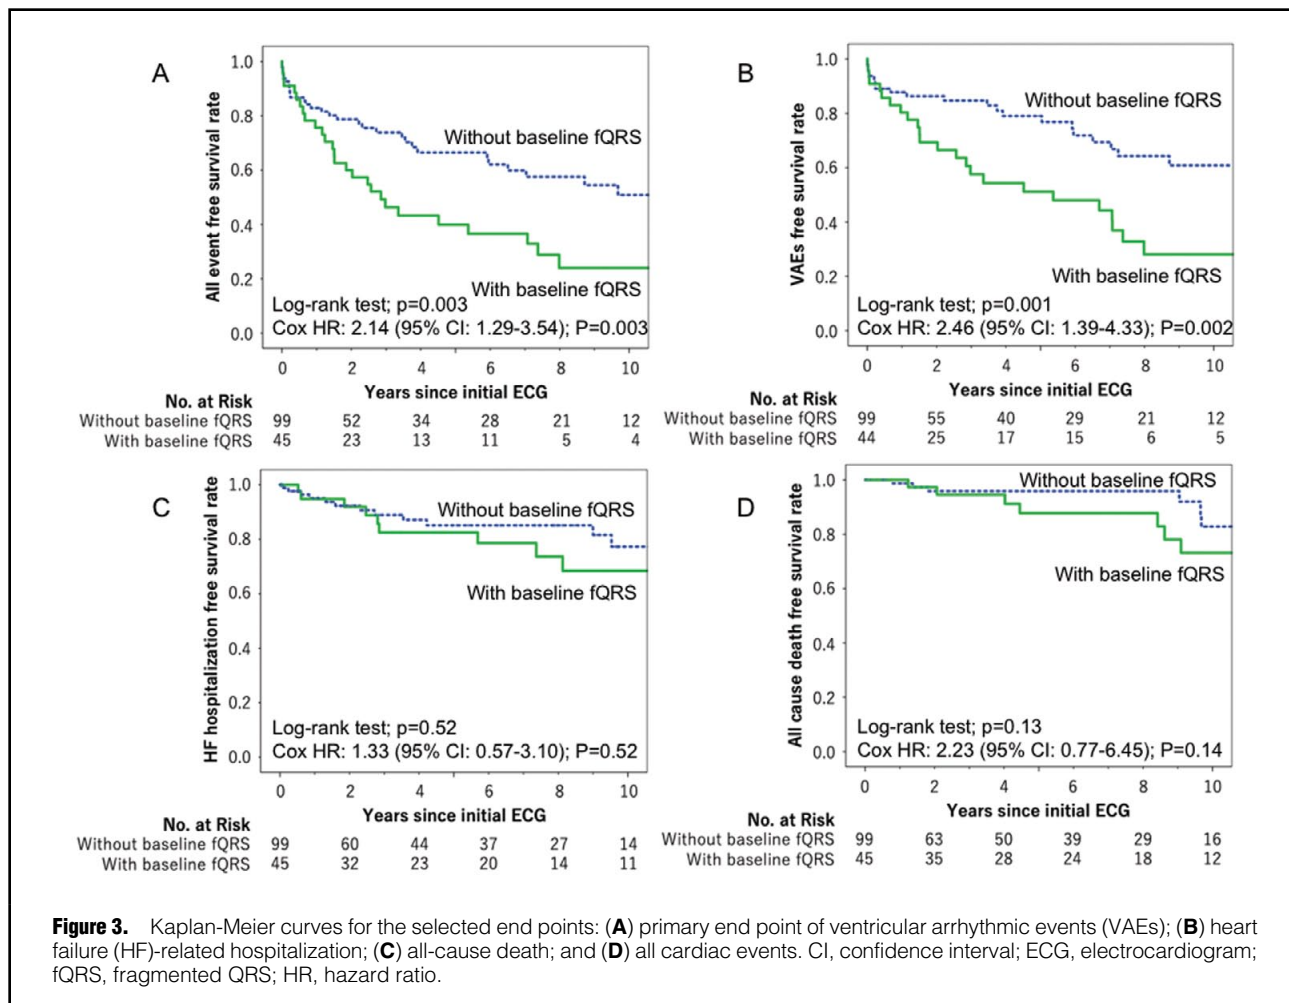 A
All event free survival rate
1.0
0.8
0.6
0.4
0.2
0.0
Without baseline fQRS
With baseline fQRS
Log-rank test; p=0.003
Cox HR: 2.14 (95% CI: 1.29-3.54); P=0.003
0 2 4 6 8 10
Years since initial ECG
No. at Risk
Without baseline fQRS 99 52 34 28 21 12
With baseline fQRS 45 23 13 11 5 4
B
VAEs free survival rate
1.0
0.8
0.6
0.4
0.2
0.0
Without baseline fQRS
With baseline fQRS
Log-rank test; p=0.001
Cox HR: 2.46 (95% CI: 1.39-4.33); P=0.002
0 2 4 6 8 10
Years since initial ECG
No. at Risk
Without baseline fQRS 99 55 40 29 21 12
With baseline fQRS 44 25 17 15 6 5
C
HF hospitalization free survival rate
1.0
0.8
0.6
0.4
0.2
0.0
Without baseline fQRS
With baseline fQRS
Log-rank test; p=0.52
Cox HR: 1.33 (95% CI: 0.57-3.10); P=0.52
0 2 4 6 8 10
Years since initial ECG
No. at Risk
Without baseline fQRS 99 60 44 37 27 14
With baseline fQRS 45 32 23 20 14 11
D
All cause death free survival rate
1.0
0.8
0.6
0.4
0.2
0.0
Without baseline fQRS
With baseline fQRS
Log-rank test; p=0.13
Cox HR: 2.23 (95% CI: 0.77-6.45); P=0.14
0 2 4 6 8 10
Years since initial ECG
No. at Risk
Without baseline fQRS 99 63 50 39 29 16
With baseline fQRS 45 35 28 24 18 12
Figure 3. Kaplan-Meier curves for the selected end points: (A) primary end point of ventricular arrhythmic events (VAEs); (B) heart
failure (HF)-related hospitalization; (C) all-cause death; and (D) all cardiac events. CI, confidence interval; ECG, electrocardiogram;
fQRS, fragmented QRS; HR, hazard ratio.